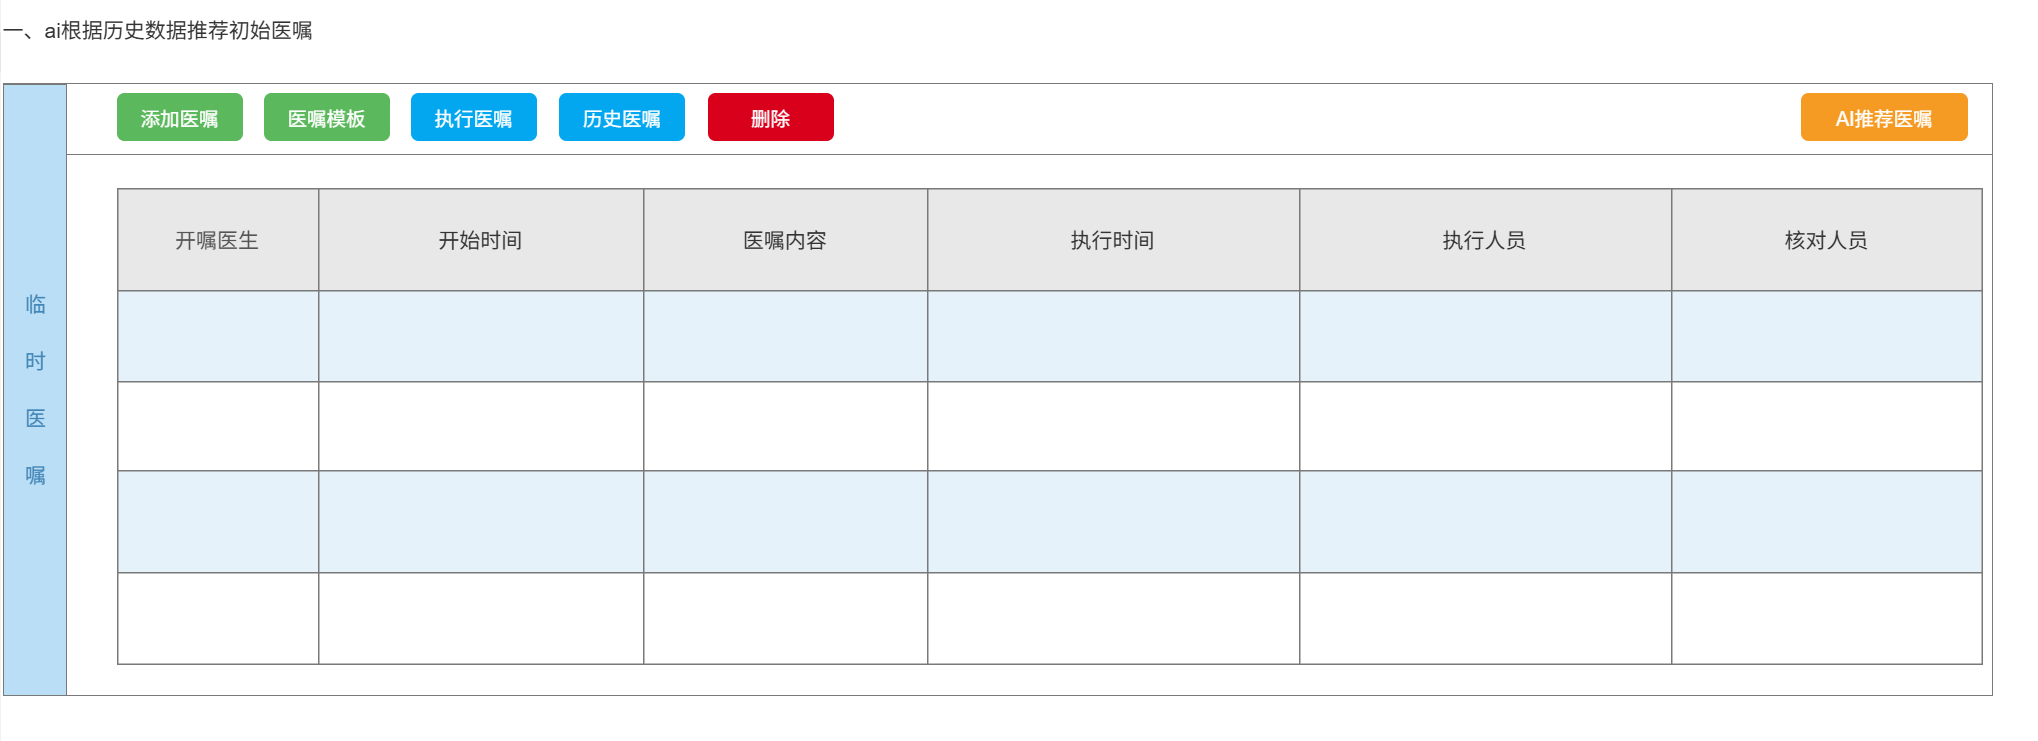 一、ai根据历史数据推荐初始医嘱
添加医嘱 医嘱模板 执行医嘱 历史医嘱 删除 AI推荐医嘱
临时医嘱
开嘱医生 开始时间 医嘱内容 执行时间 执行人员 核对人员